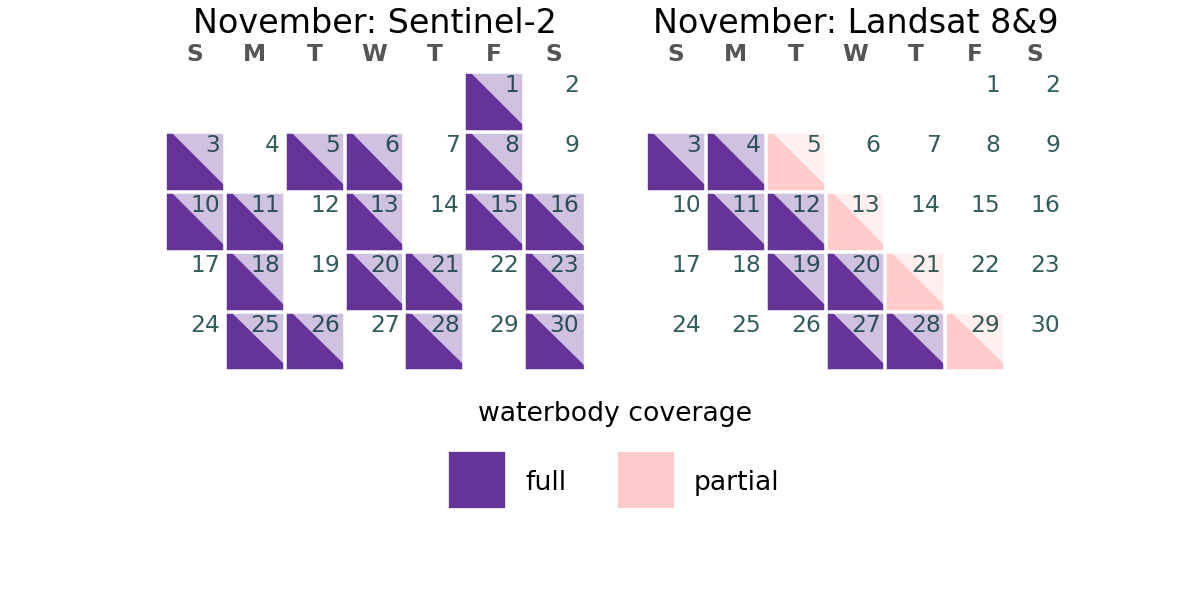 November: Sentinel-2
S M T W T F S
1 2
3 4 5 6 7 8 9
10 11 12 13 14 15 16
17 18 19 20 21 22 23
24 25 26 27 28 29 30
November: Landsat 8&9
S M T W T F S
1 2
3 4 5 6 7 8 9
10 11 12 13 14 15 16
17 18 19 20 21 22 23
24 25 26 27 28 29 30
waterbody coverage
full partial